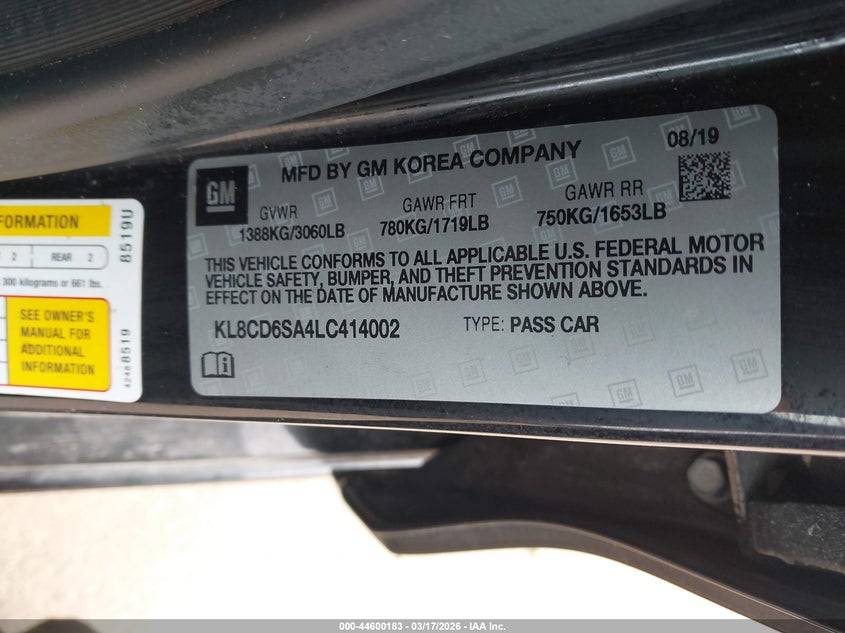 MFD BY GM KOREA COMPANY
08/19
GM
GVWR
1388KG/3060LB
GAWR FRT
780KG/1719LB
GAWR RR
750KG/1653LB
THIS VEHICLE CONFORMS TO ALL APPLICABLE U.S. FEDERAL MOTOR
VEHICLE SAFETY, BUMPER, AND THEFT PREVENTION STANDARDS IN
EFFECT ON THE DATE OF MANUFACTURE SHOWN ABOVE.
KL8CD6SA4LC414002
TYPE: PASS CAR
FORMATION
2 REAR 2
300 kilograms or 661 lbs.
SEE OWNER'S
MANUAL FOR
ADDITIONAL
INFORMATION
8519U
42488519
000-44600183 | 03/17/2026 - IAA Inc.